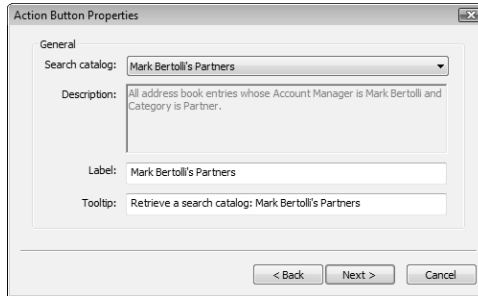 Action Button Properties
General
Search catalog: Mark Bertolli's Partners
Description: All address book entries whose Account Manager is Mark Bertolli and
Category is Partner.
Label: Mark Bertolli's Partners
Tooltip: Retrieve a search catalog: Mark Bertolli's Partners
< Back Next > Cancel